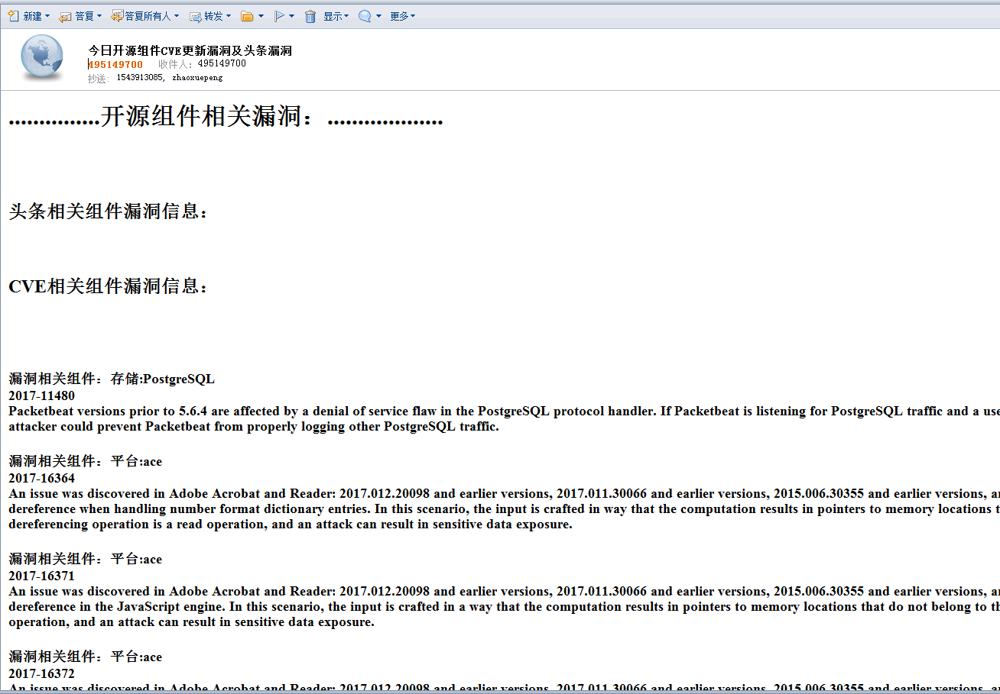 新建 答复 答复所有人 转发 显示 更多
今日开源组件CVE更新漏洞及头条漏洞
495149700 收件人: 495149700
抄送: 1543913085, zhaoxuepeng
...............开源组件相关漏洞：...................
头条相关组件漏洞信息：
CVE相关组件漏洞信息：
漏洞相关组件：存储:PostgreSQL
2017-11480
Packetbeat versions prior to 5.6.4 are affected by a denial of service flaw in the PostgreSQL protocol handler. If Packetbeat is listening for PostgreSQL traffic and a
attacker could prevent Packetbeat from properly logging other PostgreSQL traffic.
漏洞相关组件：平台:ace
2017-16364
An issue was discovered in Adobe Acrobat and Reader: 2017.012.20098 and earlier versions, 2017.011.30066 and earlier versions, 2015.006.30355 and earlier versions,
dereference when handling number format dictionary entries. In this scenario, the input is crafted in way that the computation results in pointers to memory locations
dereferencing operation is a read operation, and an attack can result in sensitive data exposure.
漏洞相关组件：平台:ace
2017-16371
An issue was discovered in Adobe Acrobat and Reader: 2017.012.20098 and earlier versions, 2017.011.30066 and earlier versions, 2015.006.30355 and earlier versions,
dereference in the JavaScript engine. In this scenario, the input is crafted in a way that the computation results in pointers to memory locations that do not belong to
operation, and an attack can result in sensitive data exposure.
漏洞相关组件：平台:ace
2017-16372
An issue was discovered in Adobe Acrobat and Reader: 2017.012.20098 and earlier versions, 2017.011.30066 and earlier versions, 2015.006.30355 and earlier versions,